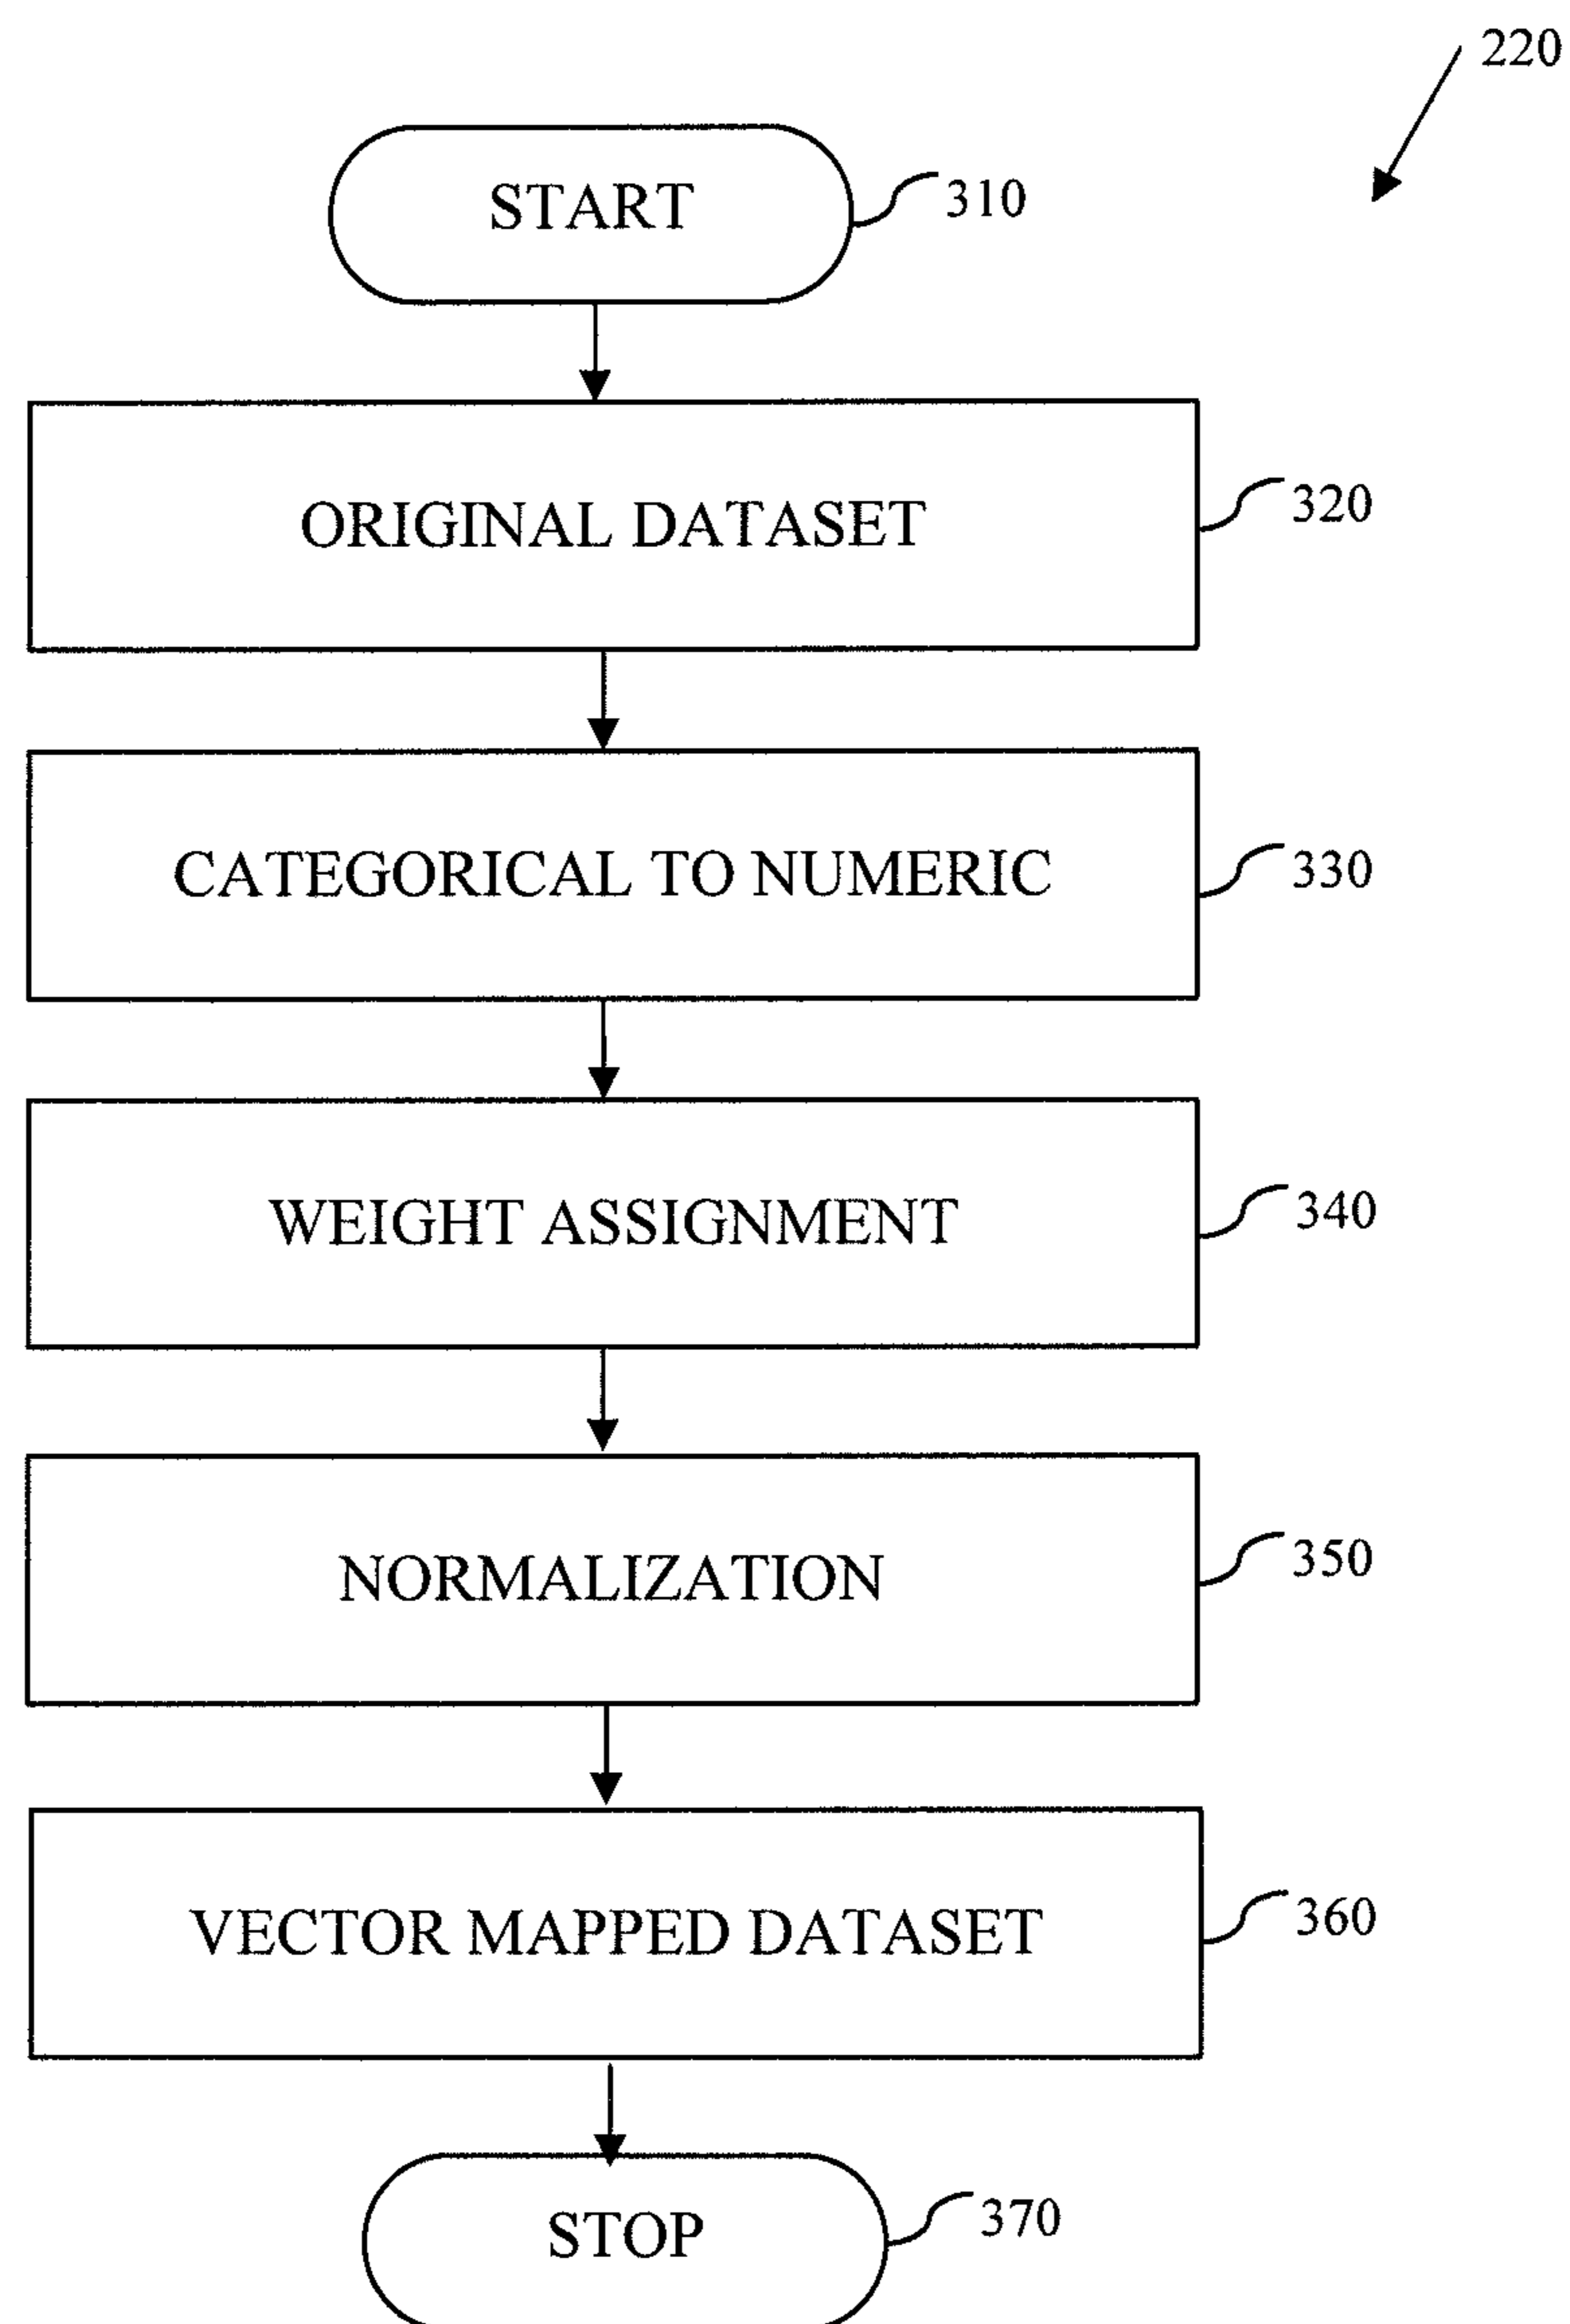 220
START
310
ORIGINAL DATASET
320
CATEGORICAL TO NUMERIC
330
WEIGHT ASSIGNMENT
340
NORMALIZATION
350
VECTOR MAPPED DATASET
360
STOP
370